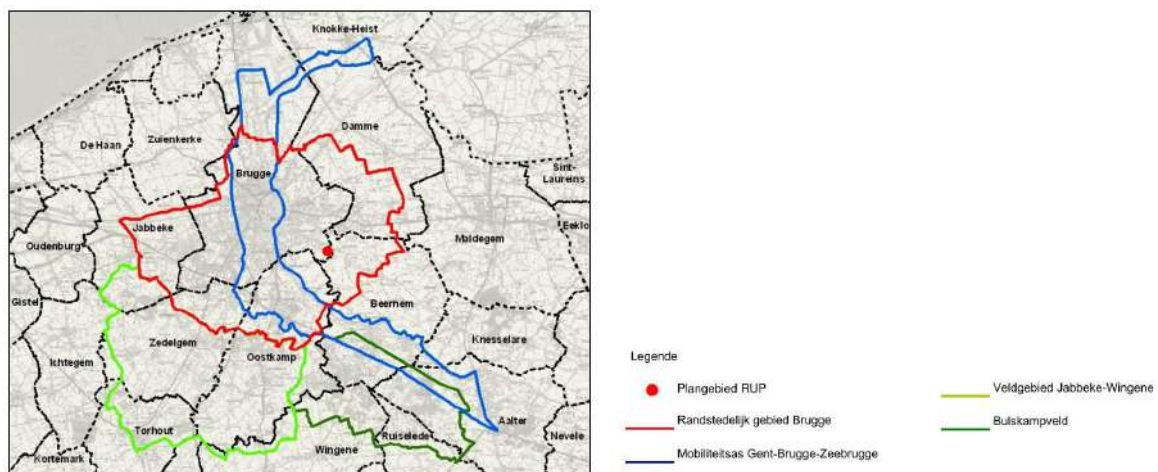 Knokke-Heist
Damme
Zuienkerke
De Haan
Brugge
Sint-
Laureins
Jabbeke
Eeklo
Maldegem
Oudenburg
Gistel
Beernem
Zedelgem
Oostkamp
Knesselare
Ichtegem
Aalter
Torhout
Ruiselede
Nevele
Wingene
Kortemark
Legende
Plangebied RUP
Veldgebied Jabbeke-Wingene
Randstedelijk gebied Brugge
Bulskampveld
Mobiliteitsas Gent-Brugge-Zeebrugge